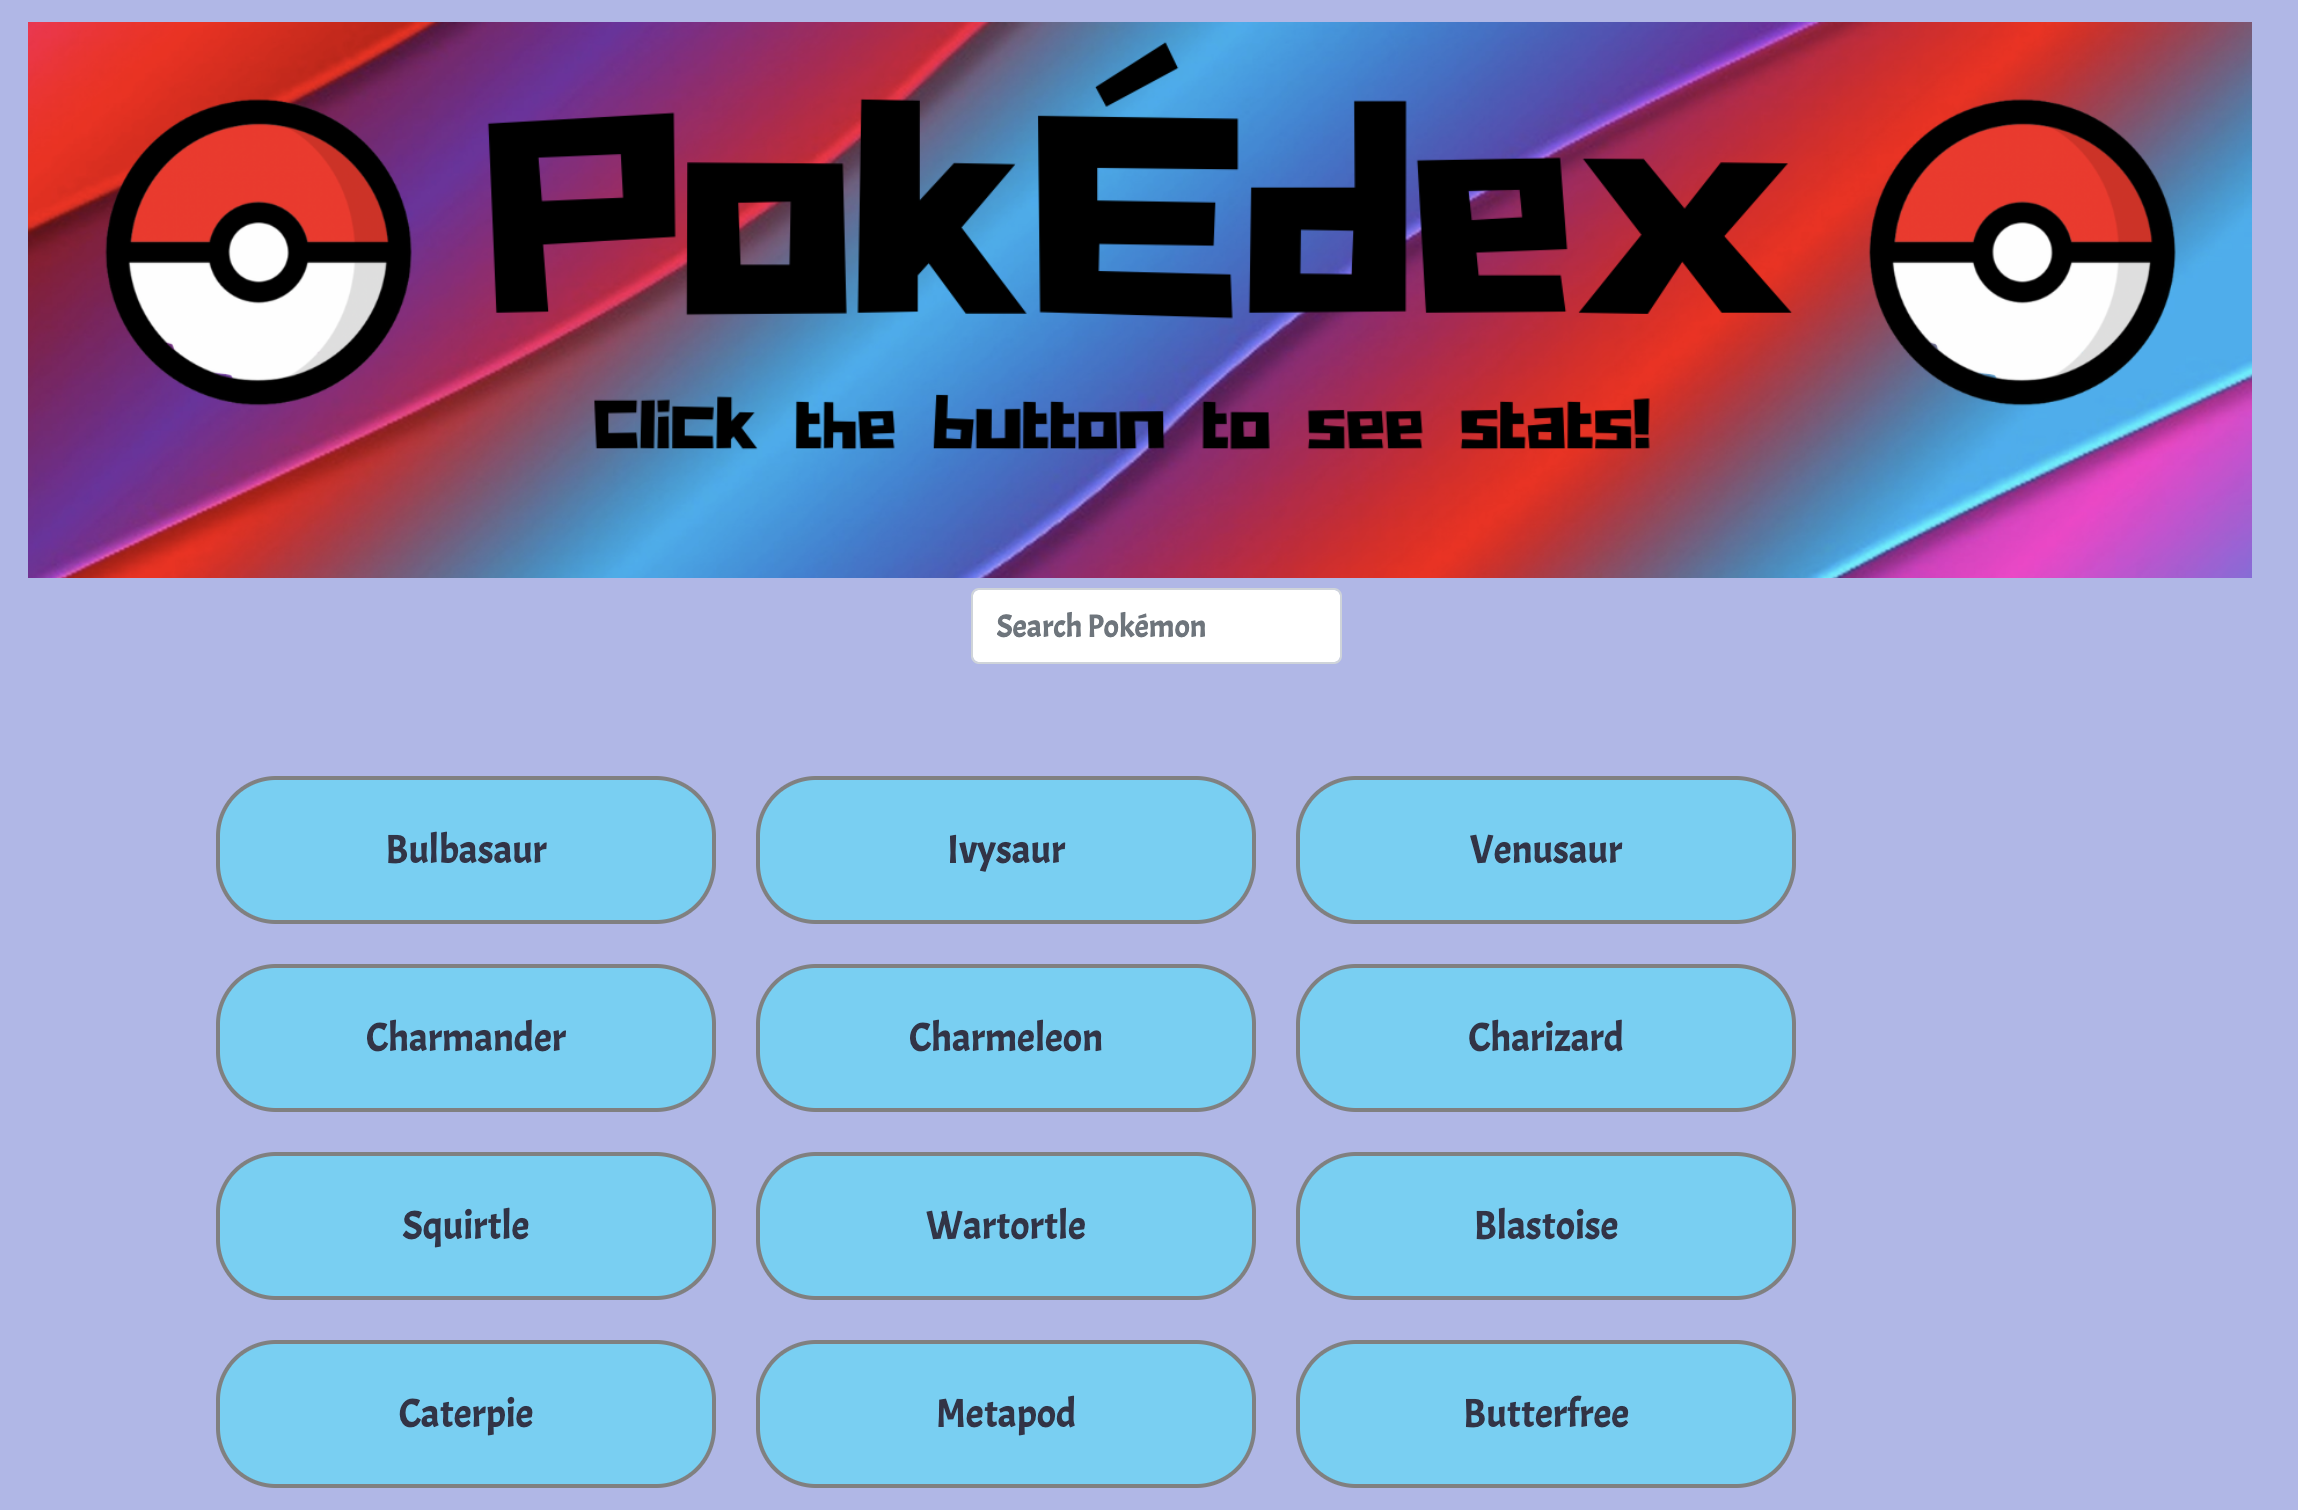 PokÉdex
Click the button to see stats!
Search Pokémon
Bulbasaur Ivysaur Venusaur
Charmander Charmeleon Charizard
Squirtle Wartortle Blastoise
Caterpie Metapod Butterfree